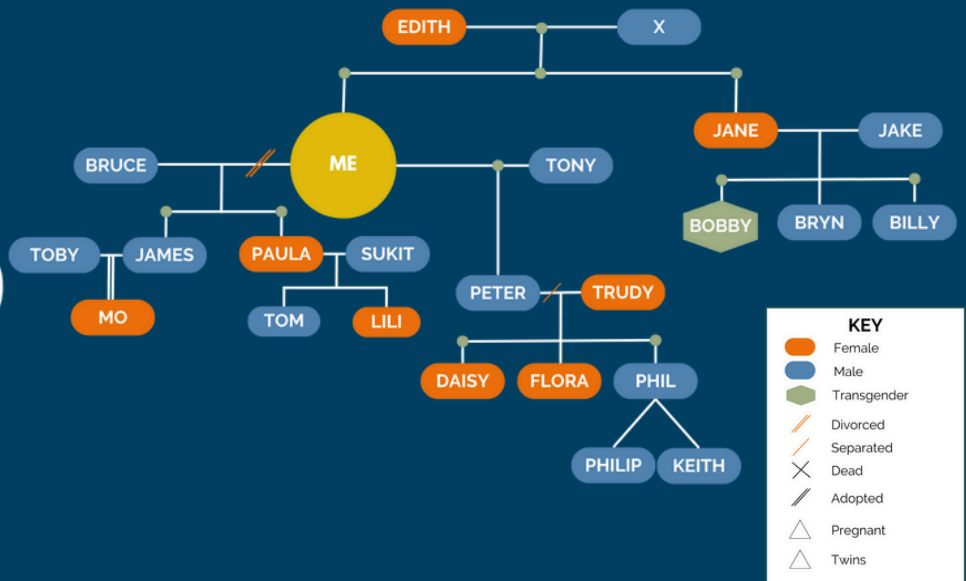 EDITH
X
JANE
JAKE
BRUCE
ME
TONY
BOBBY
BRYN
BILLY
TOBY
JAMES
PAULA
SUKIT
PETER
TRUDY
MO
TOM
LILI
DAISY
FLORA
PHIL
PHILIP
KEITH
KEY
Female
Male
Transgender
Divorced
Separated
Dead
Adopted
Pregnant
Twins